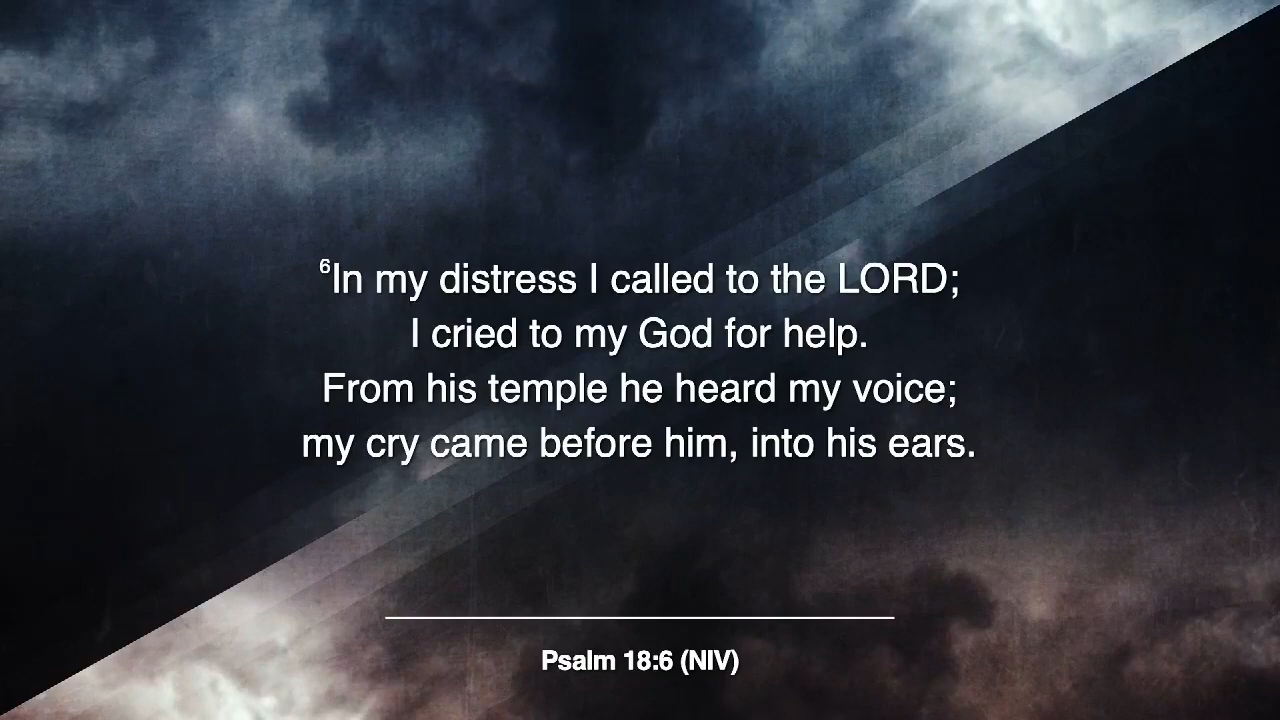 ⁶In my distress I called to the LORD;
I cried to my God for help.
From his temple he heard my voice;
my cry came before him, into his ears.
Psalm 18:6 (NIV)